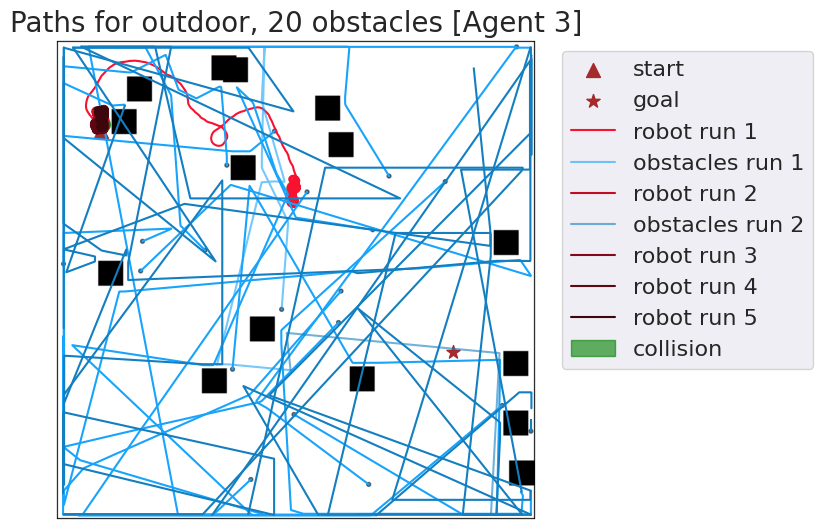 Paths for outdoor, 20 obstacles [Agent 3]
start
goal
robot run 1
obstacles run 1
robot run 2
obstacles run 2
robot run 3
robot run 4
robot run 5
collision